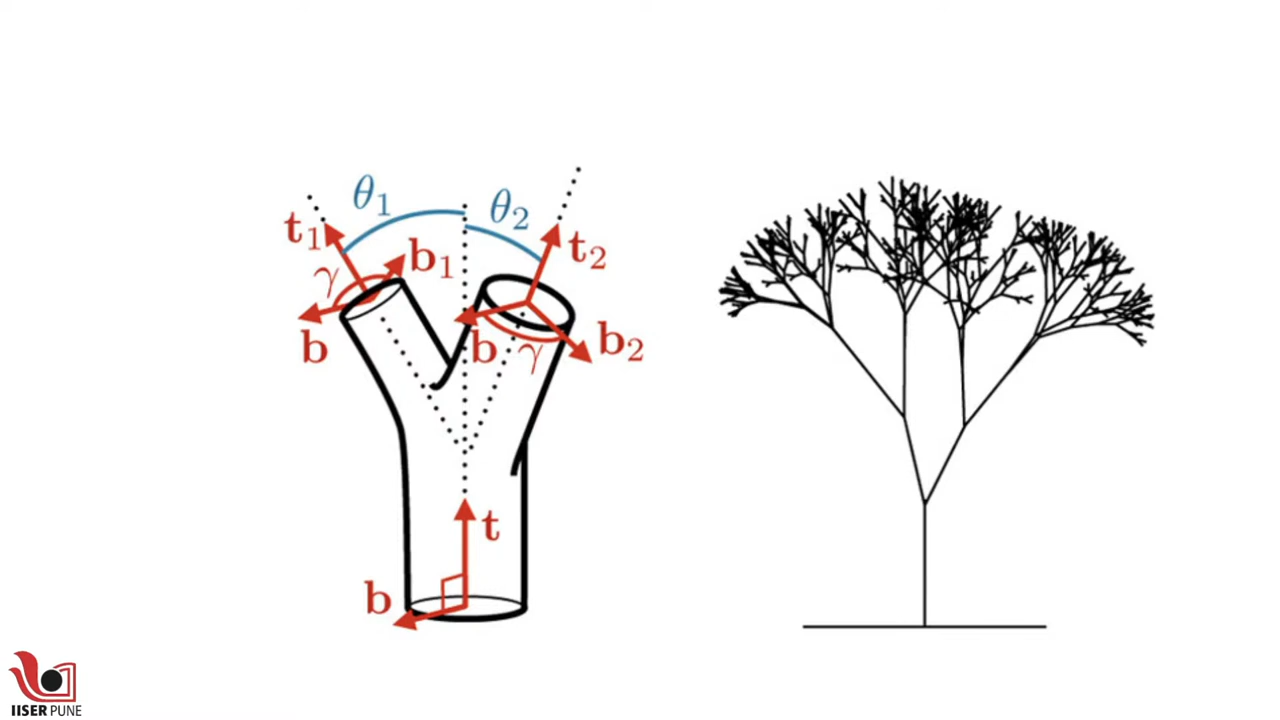 θ₁
θ₂
t₁
t₂
γ
b₁
b
b
γ
b₂
t
b
IISER PUNE